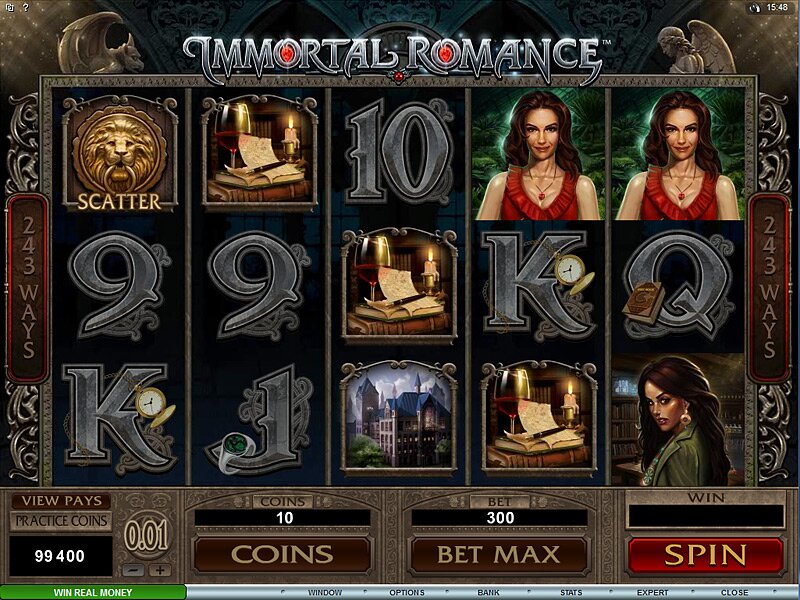 ?
15:48
IMMORTAL ROMANCE™
SCATTER
10
243 WAYS
243 WAYS
9
9
K
Q
K
J
VIEW PAYS
PRACTICE COINS
99 400
0.01
COINS
10
COINS
BET
300
BET MAX
WIN
SPIN
WIN REAL MONEY
WINDOW
OPTIONS
BANK
STATS
EXPERT
CLOSE